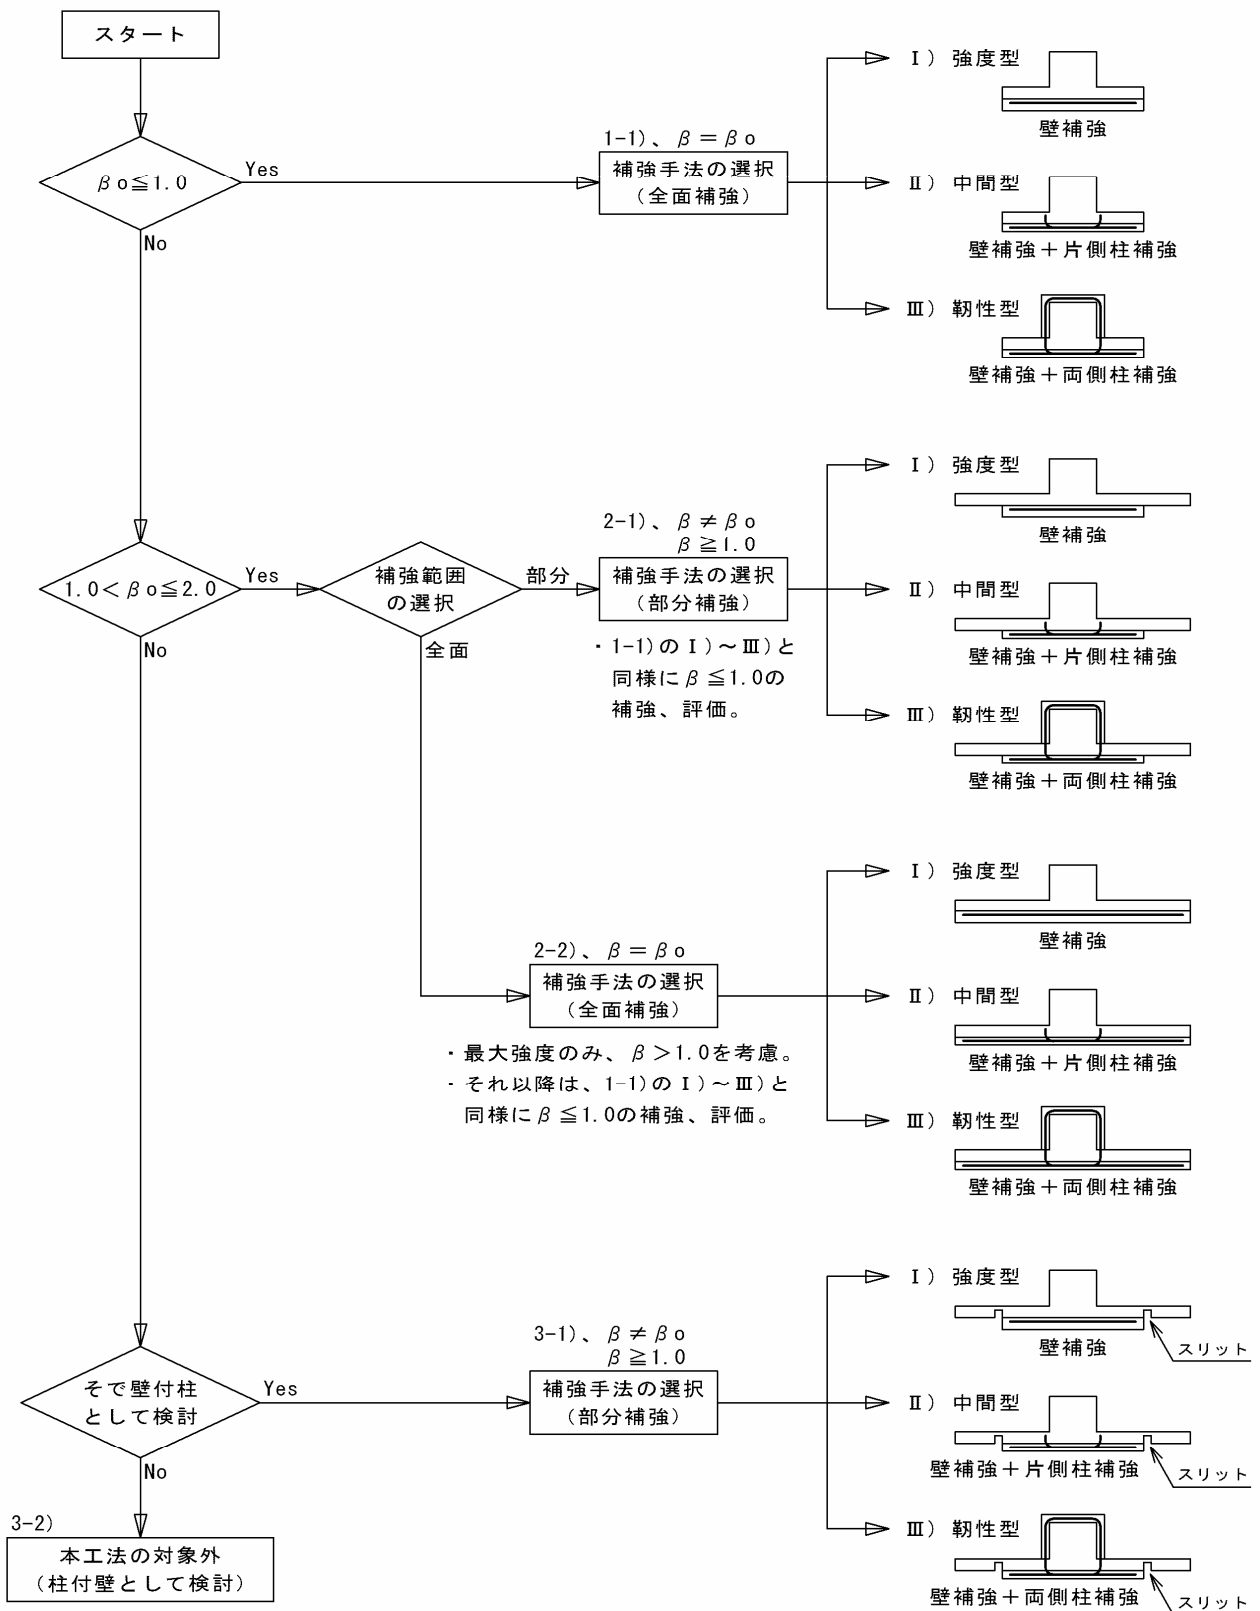 スタート
βo≦1.0
Yes
No
1-1)、β＝βo
補強手法の選択
(全面補強)
Ⅰ) 強度型
壁補強
Ⅱ) 中間型
壁補強＋片側柱補強
Ⅲ) 靭性型
壁補強＋両側柱補強
1.0＜βo≦2.0
Yes
No
補強範囲
の選択
部分
全面
2-1)、β≠βo
β≧1.0
補強手法の選択
(部分補強)
・1-1)のⅠ)～Ⅲ)と
同様にβ≦1.0の
補強、評価。
Ⅰ) 強度型
壁補強
Ⅱ) 中間型
壁補強＋片側柱補強
Ⅲ) 靭性型
壁補強＋両側柱補強
2-2)、β＝βo
補強手法の選択
(全面補強)
・最大強度のみ、β＞1.0を考慮。
・それ以降は、1-1)のⅠ)～Ⅲ)と
同様にβ≦1.0の補強、評価。
Ⅰ) 強度型
壁補強
Ⅱ) 中間型
壁補強＋片側柱補強
Ⅲ) 靭性型
壁補強＋両側柱補強
そで壁付柱
として検討
Yes
No
3-1)、β≠βo
β≧1.0
補強手法の選択
(部分補強)
Ⅰ) 強度型
壁補強
スリット
Ⅱ) 中間型
壁補強＋片側柱補強
スリット
Ⅲ) 靭性型
壁補強＋両側柱補強
スリット
3-2)
本工法の対象外
(柱付壁として検討)